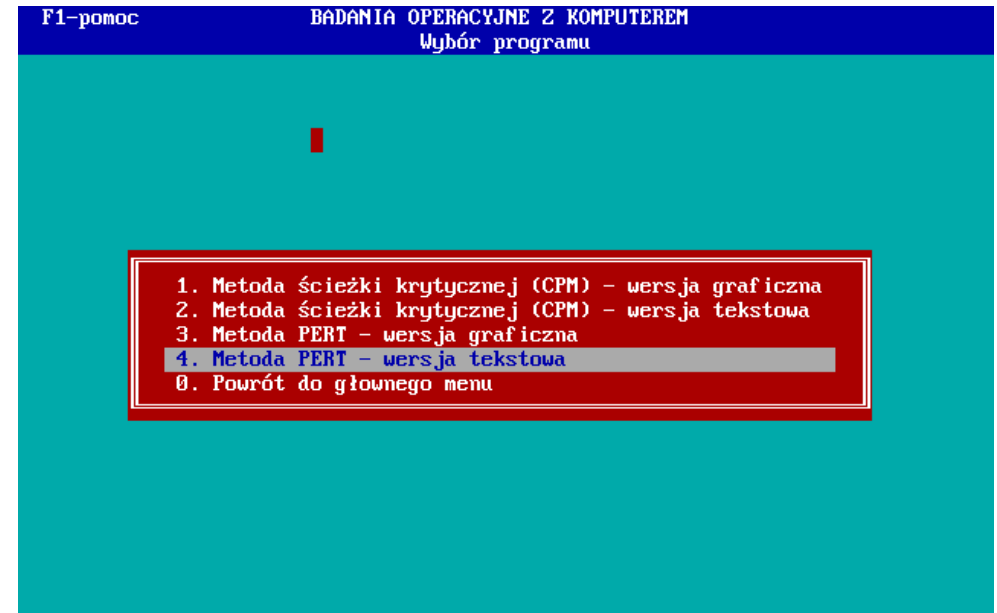 F1-pomoc BADANIA OPERACYJNE Z KOMPUTEREM
Wybór programu
1. Metoda ścieżki krytycznej (CPM) - wersja graficzna
2. Metoda ścieżki krytycznej (CPM) - wersja tekstowa
3. Metoda PERT - wersja graficzna
4. Metoda PERT - wersja tekstowa
0. Powrót do głownego menu